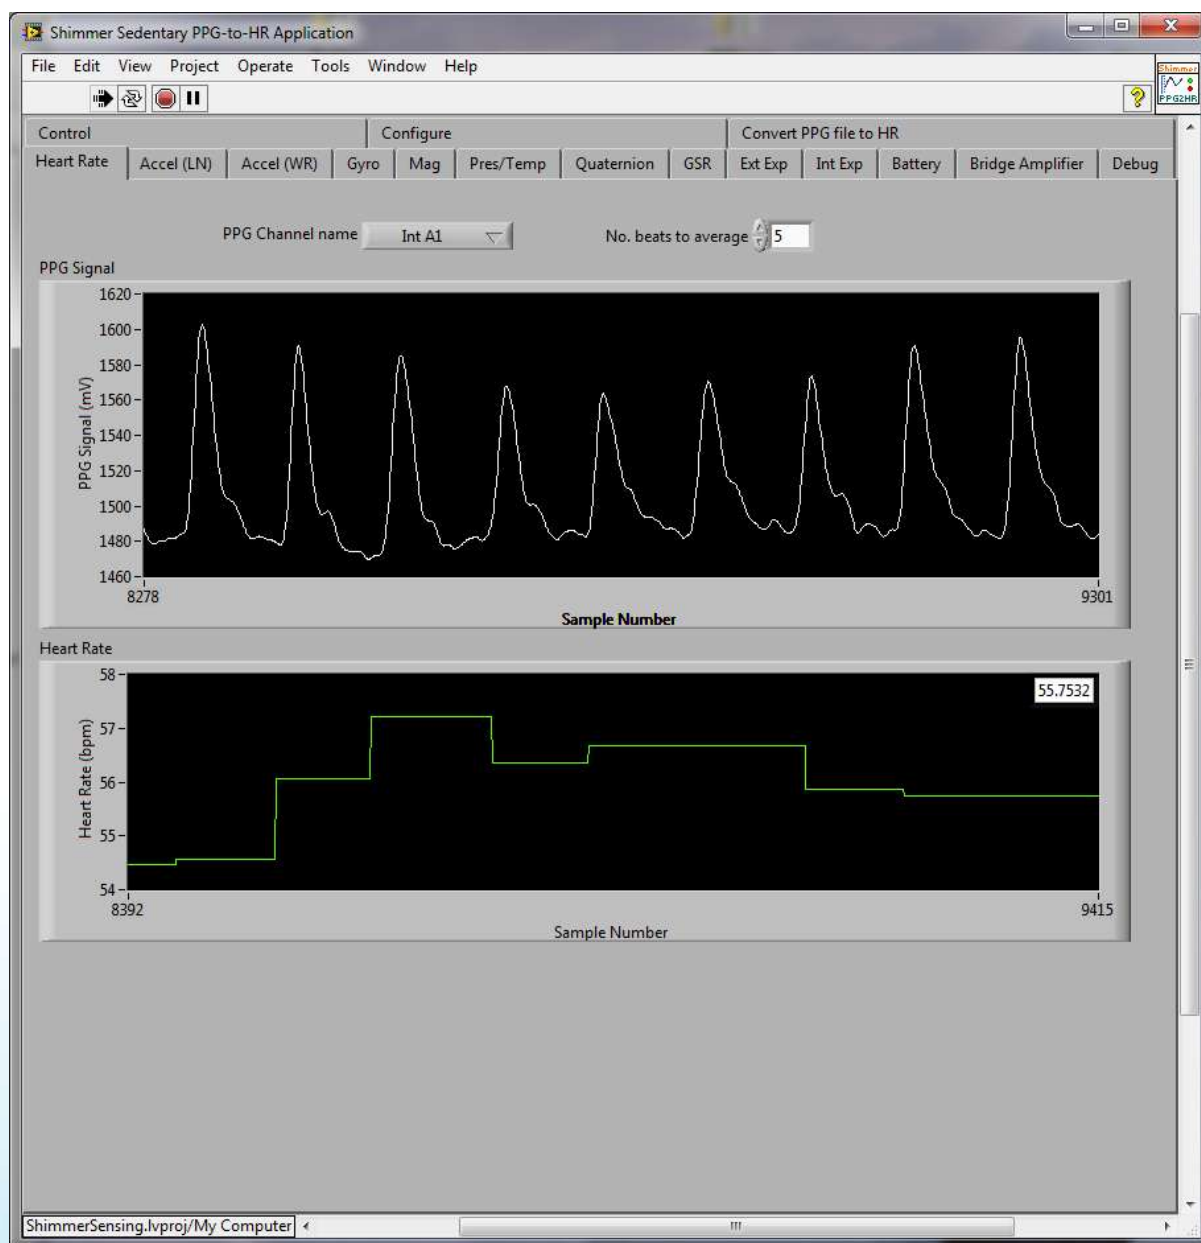 Shimmer Sedentary PPG-to-HR Application
File Edit View Project Operate Tools Window Help
Shimmer
PPG2HR
Control Configure Convert PPG file to HR
Heart Rate Accel (LN) Accel (WR) Gyro Mag Pres/Temp Quaternion GSR Ext Exp Int Exp Battery Bridge Amplifier Debug
PPG Channel name Int A1 No. beats to average 5
PPG Signal
PPG Signal (mV)
1620
1600
1580
1560
1540
1520
1500
1480
1460
8278 9301
Sample Number
Heart Rate
Heart Rate (bpm)
58
57
56
55
54
55.7532
8392 9415
Sample Number
ShimmerSensing.lvproj/My Computer